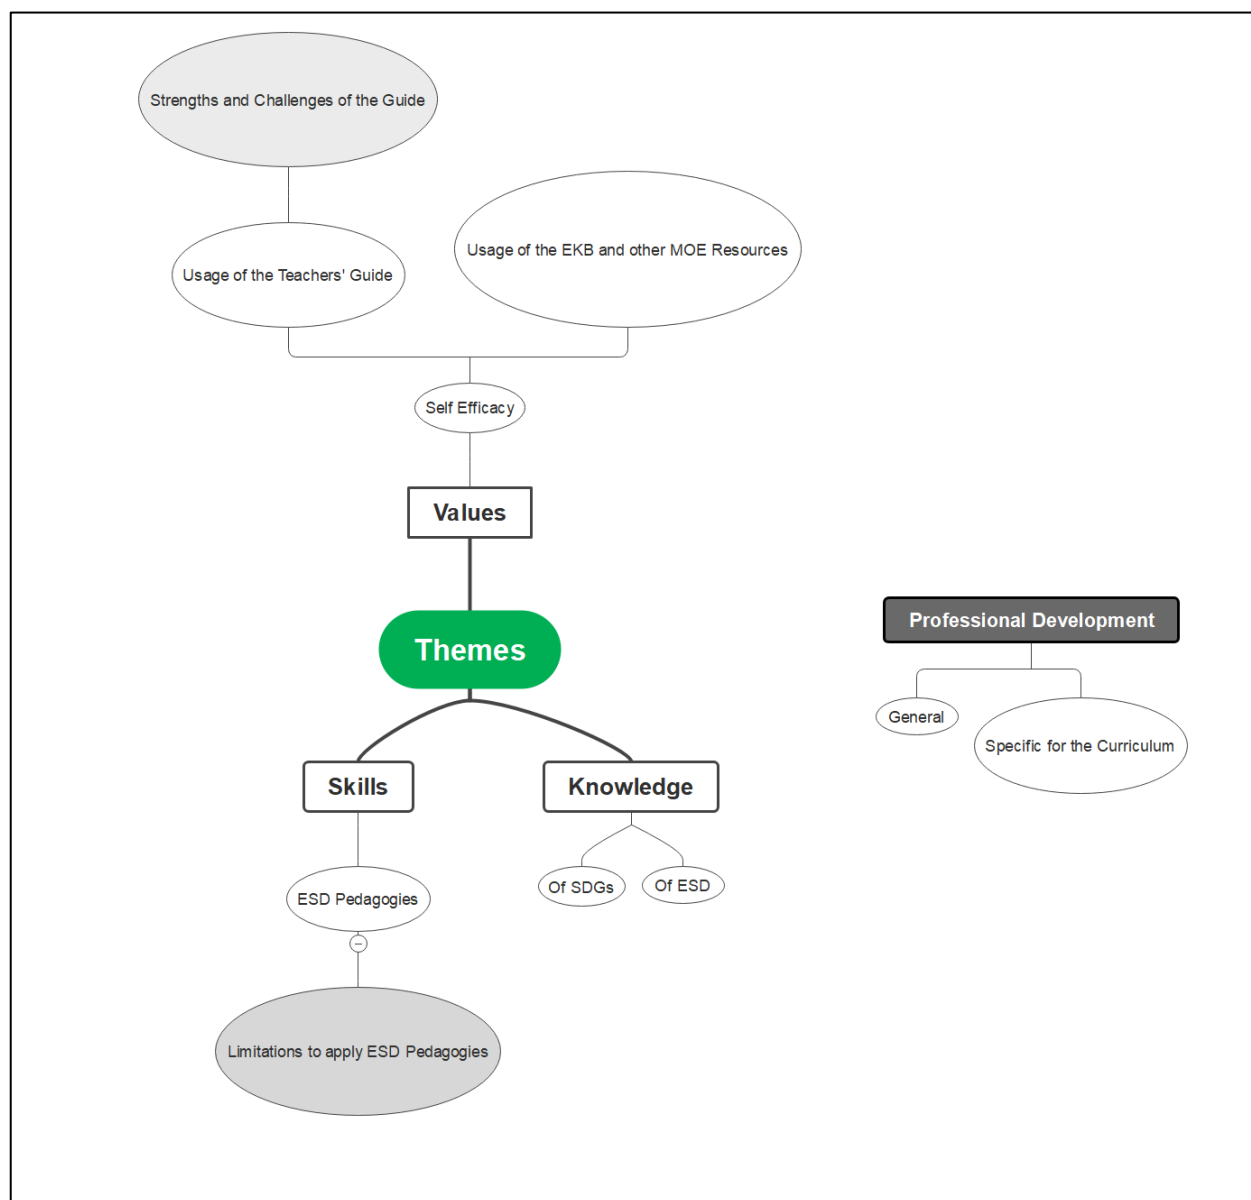 Strengths and Challenges of the Guide
Usage of the Teachers' Guide
Usage of the EKB and other MOE Resources
Self Efficacy
Values
Themes
Skills
Knowledge
ESD Pedagogies
Of SDGs
Of ESD
Limitations to apply ESD Pedagogies
Professional Development
General
Specific for the Curriculum